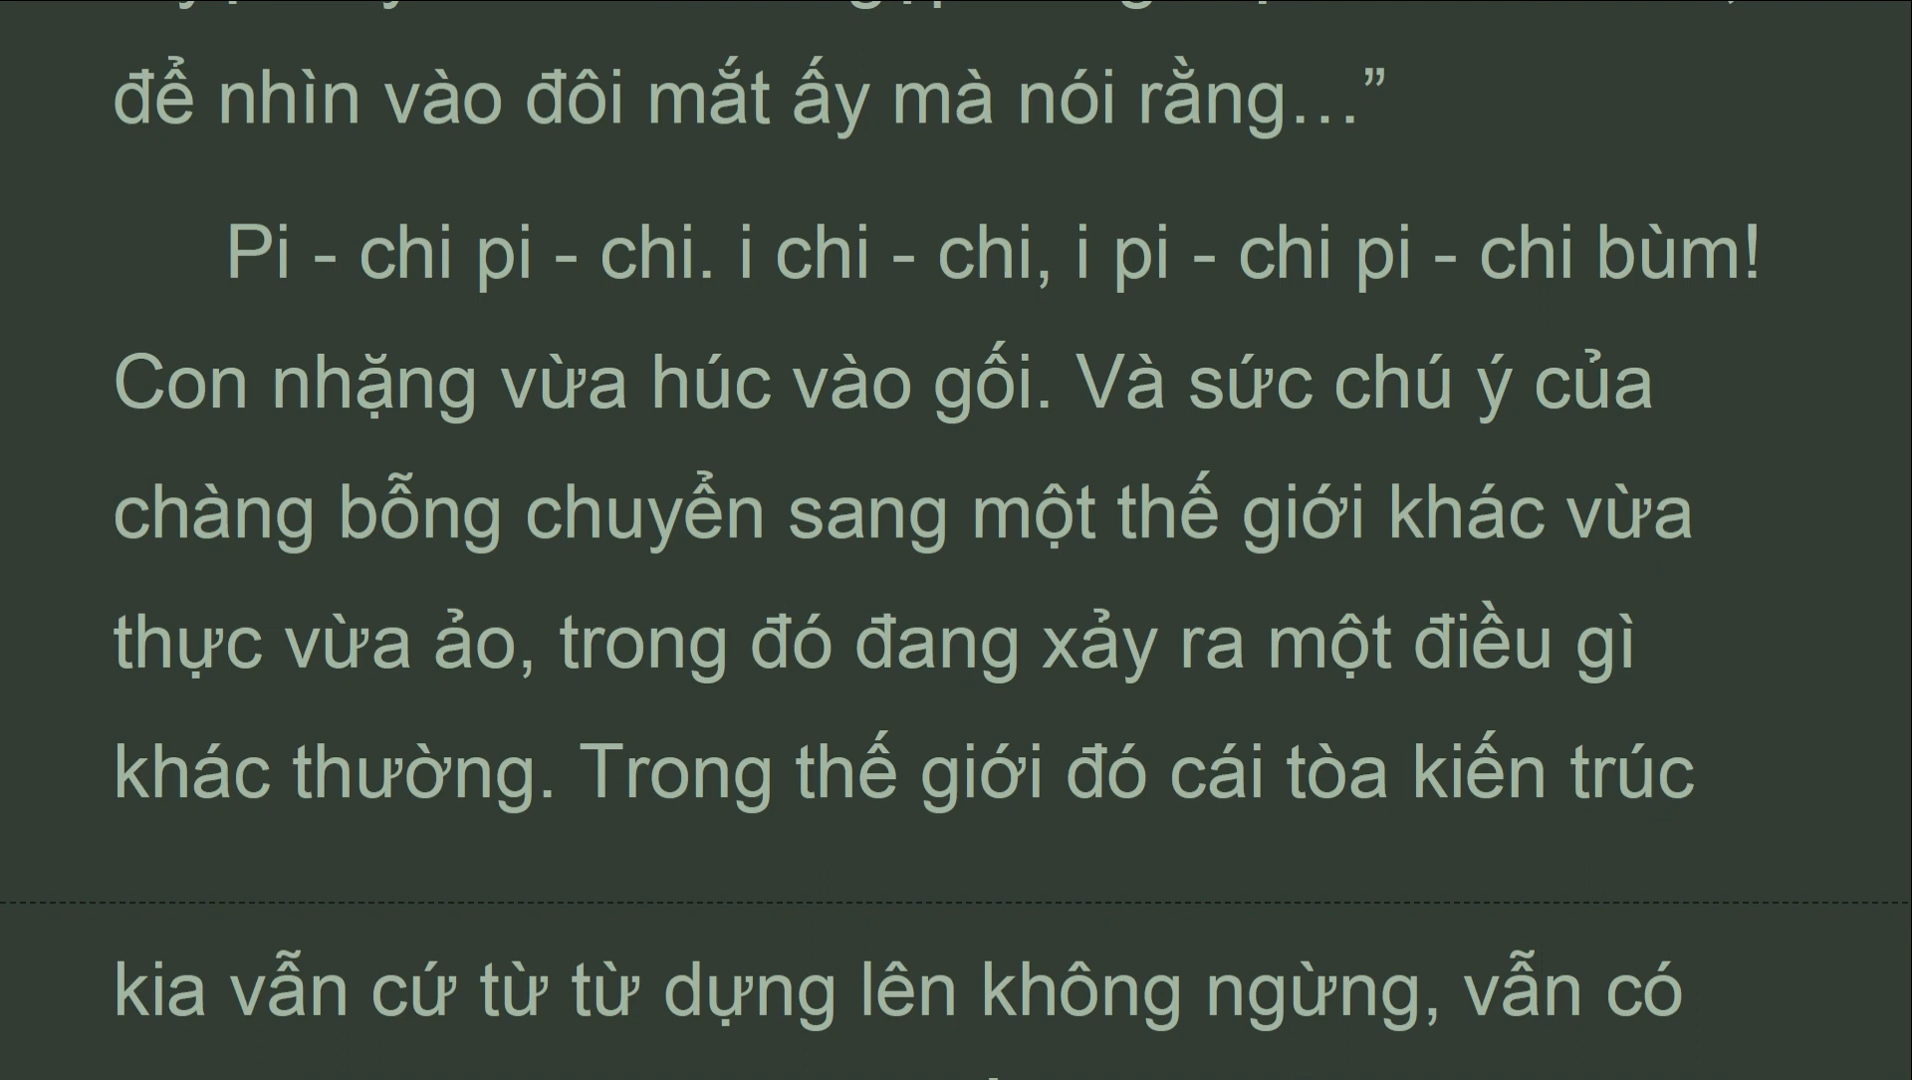 để nhìn vào đôi mắt ấy mà nói rằng…”
Pi - chi pi - chi. i chi - chi, i pi - chi pi - chi bùm!
Con nhặng vừa húc vào gối. Và sức chú ý của
chàng bỗng chuyển sang một thế giới khác vừa
thực vừa ảo, trong đó đang xảy ra một điều gì
khác thường. Trong thế giới đó cái tòa kiến trúc
kia vẫn cứ từ từ dựng lên không ngừng, vẫn có